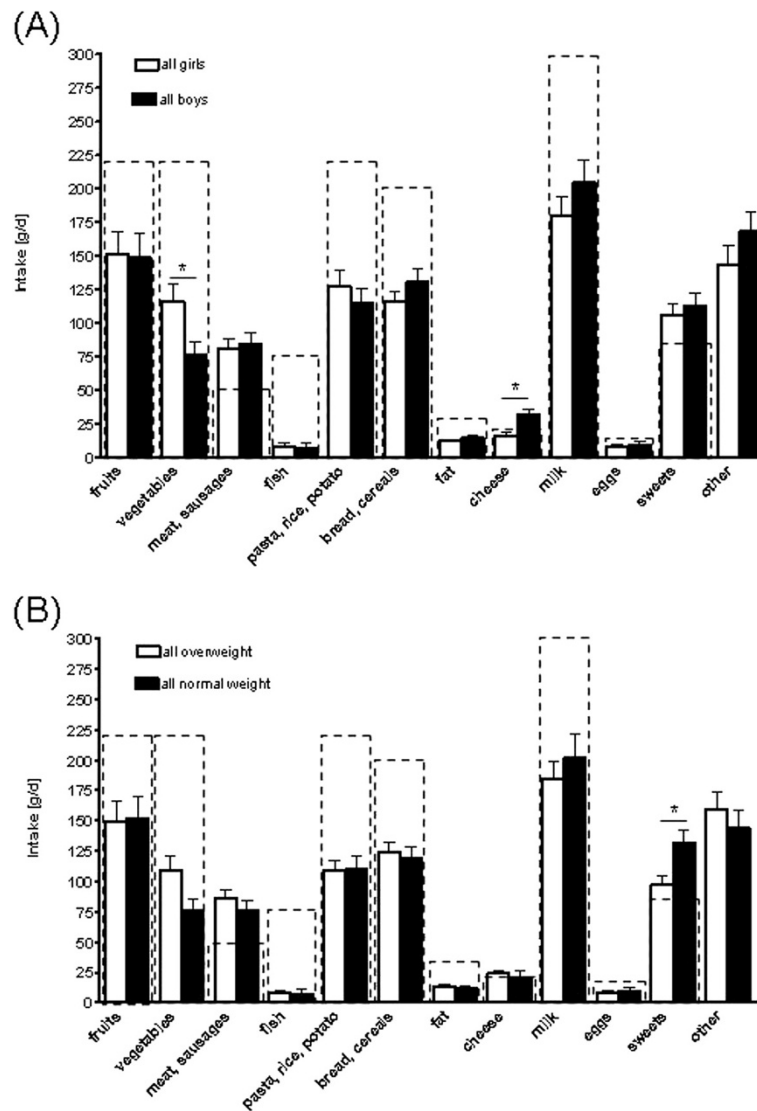 (A)
300
275
250
225
200
175
150
125
100
75
50
25
0
Intake [g/d]
all girls
all boys
*
*
fruits
vegetables
meat, sausages
fish
pasta, rice, potato
bread, cereals
fat
cheese
milk
eggs
sweets
other
(B)
300
275
250
225
200
175
150
125
100
75
50
25
0
Intake [g/d]
all overweight
all normal weight
*
fruits
vegetables
meat, sausages
fish
pasta, rice, potato
bread, cereals
fat
cheese
milk
eggs
sweets
other